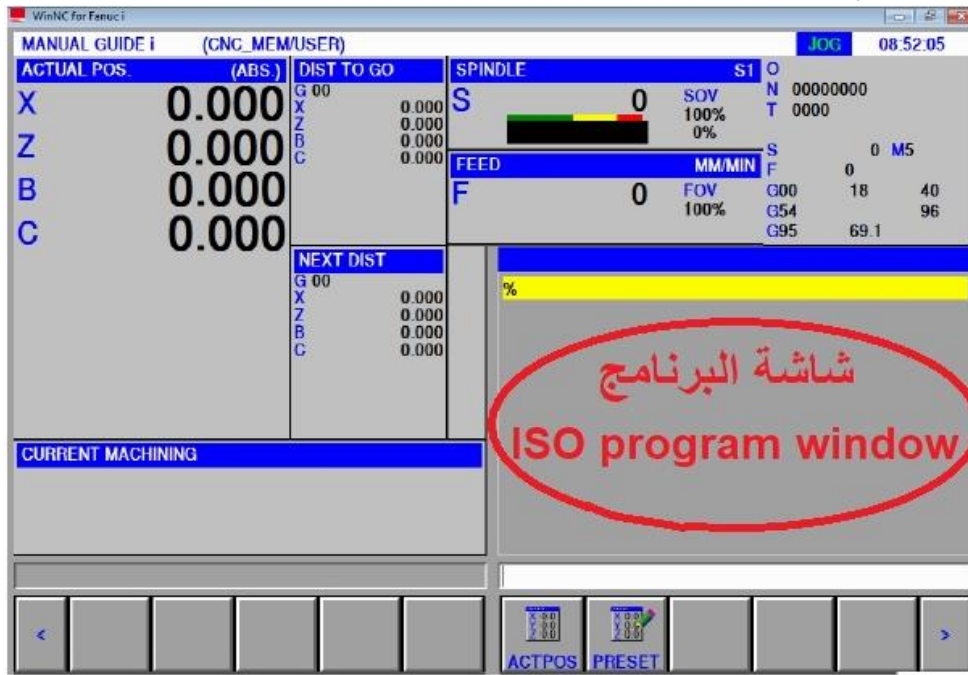 WinNC for Fanuc i
MANUAL GUIDE i (CNC_MEM/USER) JOG 08:52:05
ACTUAL POS. (ABS.)
X 0.000
Z 0.000
B 0.000
C 0.000
DIST TO GO
G 00
X 0.000
Z 0.000
B 0.000
C 0.000
NEXT DIST
G 00
X 0.000
Z 0.000
B 0.000
C 0.000
SPINDLE S1
S 0 SOV
100%
0%
FEED MM/MIN
F 0 FOV
100%
O
N 00000000
T 0000
S 0 M5
F 0
G00 18 40
G54 96
G95 69.1
%
شاشة البرنامج
ISO program window
CURRENT MACHINING
< ACTPOS PRESET >